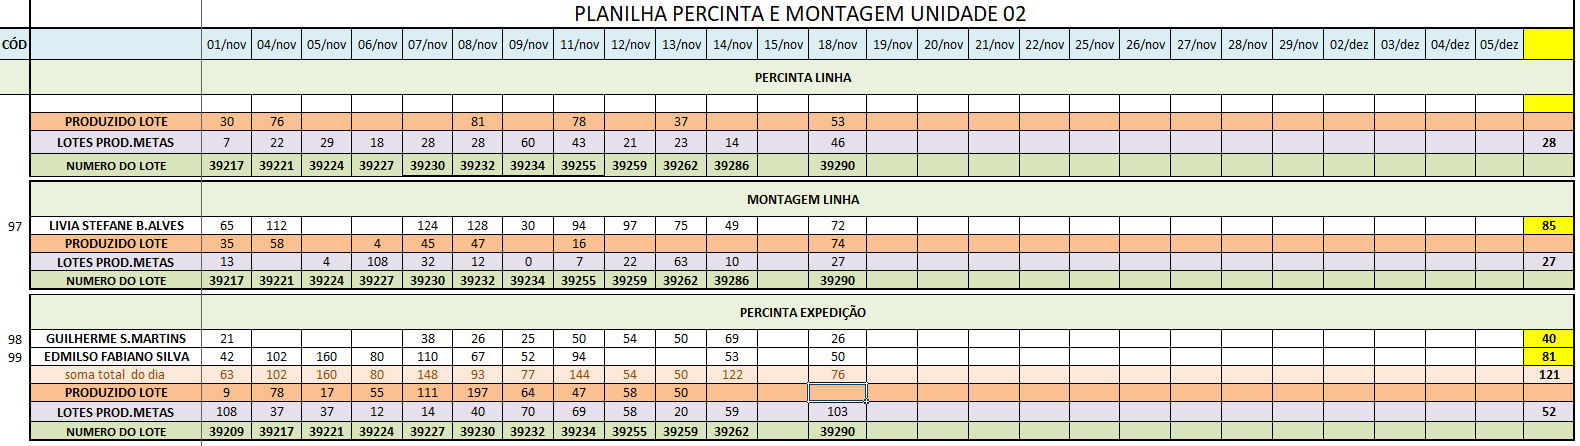 PLANILHA PERCINTA E MONTAGEM UNIDADE 02
CÓD 01/nov 04/nov 05/nov 06/nov 07/nov 08/nov 09/nov 11/nov 12/nov 13/nov 14/nov 15/nov 18/nov 19/nov 20/nov 21/nov 22/nov 25/nov 26/nov 27/nov 28/nov 29/nov 02/dez 03/dez 04/dez 05/dez
PERCINTA LINHA
PRODUZIDO LOTE 30 76 81 78 37 53
LOTES PROD.METAS 7 22 29 18 28 28 60 43 21 23 14 46 28
NUMERO DO LOTE 39217 39221 39224 39227 39230 39232 39234 39255 39259 39262 39286 39290
MONTAGEM LINHA
97 LIVIA STEFANE B.ALVES 65 112 124 128 30 94 97 75 49 72 85
PRODUZIDO LOTE 35 58 4 45 47 16 74
LOTES PROD.METAS 13 4 108 32 12 0 7 22 63 10 27 27
NUMERO DO LOTE 39217 39221 39224 39227 39230 39232 39234 39255 39259 39262 39286 39290
PERCINTA EXPEDIÇÃO
98 GUILHERME S.MARTINS 21 38 26 25 50 54 50 69 26 40
99 EDMILSO FABIANO SILVA 42 102 160 80 110 67 52 94 53 50 81
soma total do dia 63 102 160 80 148 93 77 144 54 50 122 76 121
PRODUZIDO LOTE 9 78 17 55 111 197 64 47 58 50
LOTES PROD.METAS 108 37 37 12 14 40 70 69 58 20 59 103 52
NUMERO DO LOTE 39209 39217 39221 39224 39227 39230 39232 39234 39255 39259 39262 39290